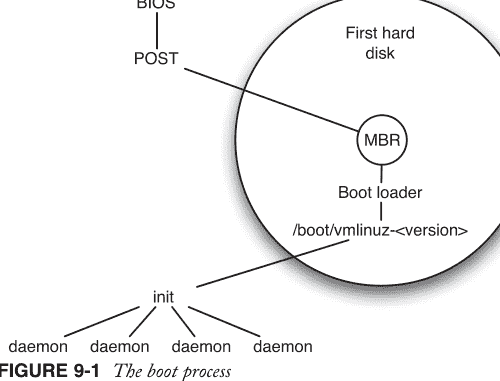 BIOS
POST
First hard
disk
MBR
Boot loader
/boot/vmlinuz-<version>
init
daemon daemon daemon daemon
FIGURE 9-1 The boot process